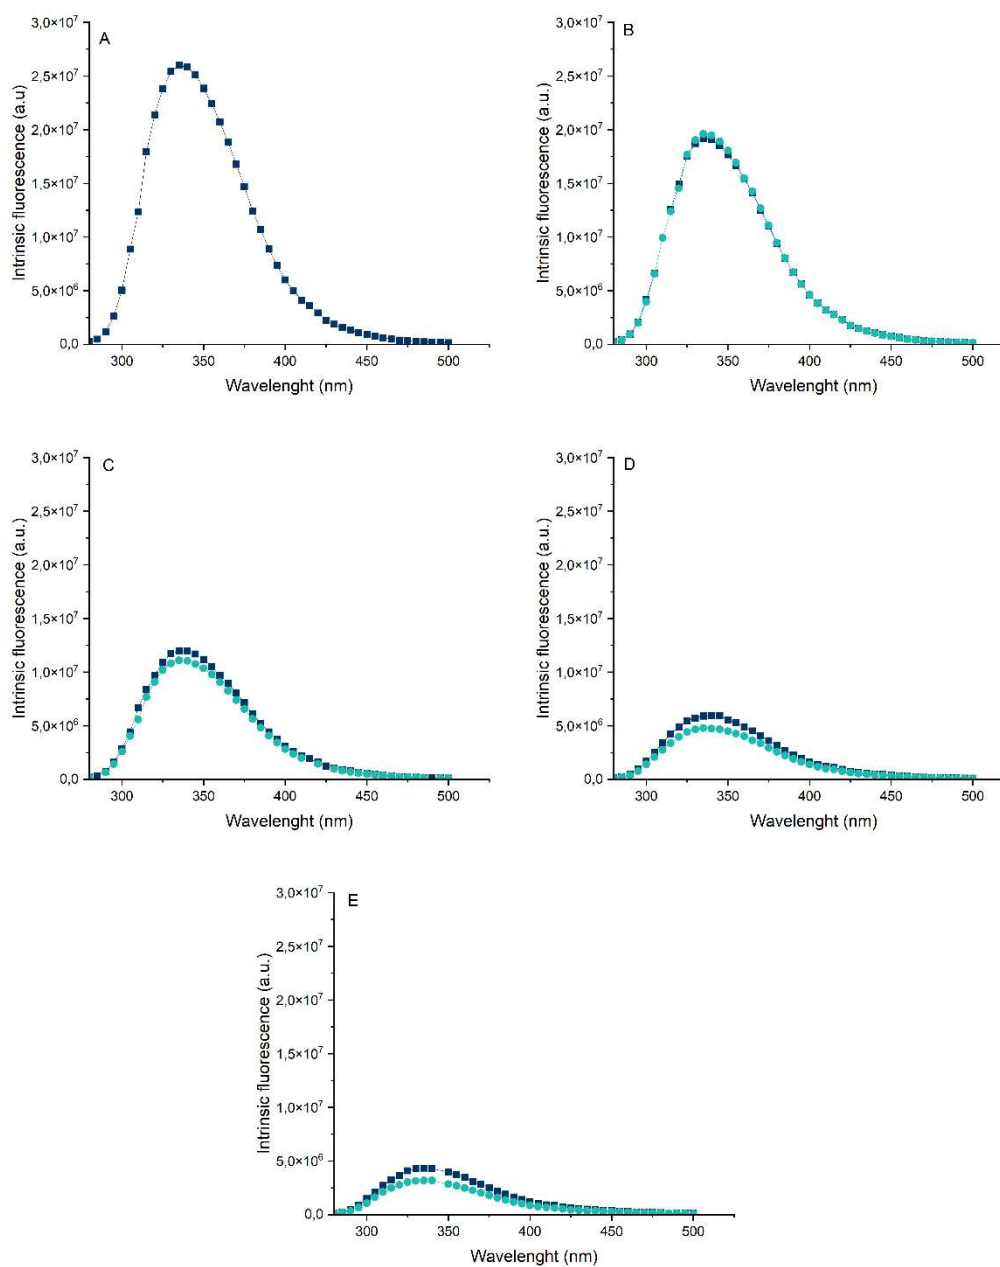 A
3,0×10⁷
2,5×10⁷
2,0×10⁷
1,5×10⁷
1,0×10⁷
5,0×10⁶
0,0
Intrinsic fluorescence (a.u)
300 350 400 450 500
Wavelenght (nm)
B
3,0×10⁷
2,5×10⁷
2,0×10⁷
1,5×10⁷
1,0×10⁷
5,0×10⁶
0,0
Intrinsic fluorescence (a.u.)
300 350 400 450 500
Wavelenght (nm)
C
3,0×10⁷
2,5×10⁷
2,0×10⁷
1,5×10⁷
1,0×10⁷
5,0×10⁶
0,0
Intrinsic fluorescence (a.u.)
300 350 400 450 500
Wavelenght (nm)
D
3,0×10⁷
2,5×10⁷
2,0×10⁷
1,5×10⁷
1,0×10⁷
5,0×10⁶
0,0
Intrinsic fluorescence (a.u.)
300 350 400 450 500
Wavelenght (nm)
E
3,0×10⁷
2,5×10⁷
2,0×10⁷
1,5×10⁷
1,0×10⁷
5,0×10⁶
0,0
Intrinsic fluorescence (a.u.)
300 350 400 450 500
Wavelenght (nm)